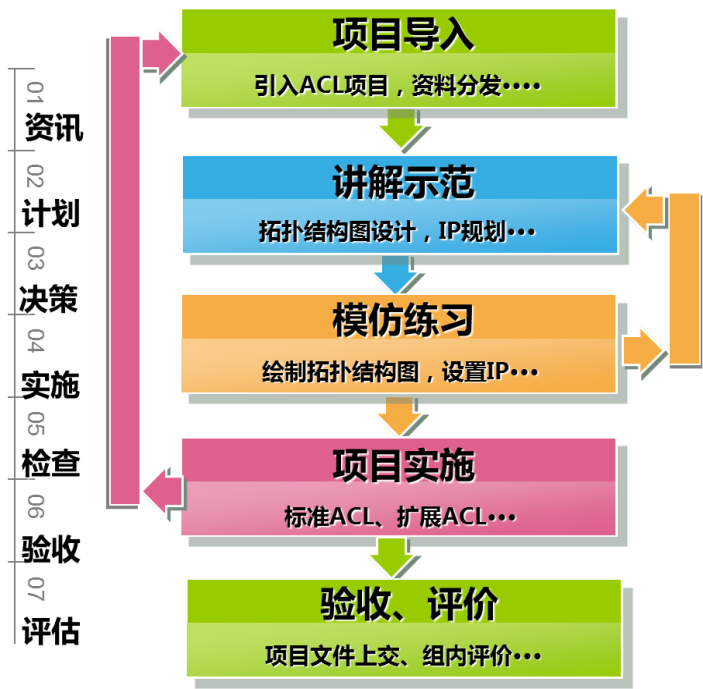 01
资讯
02
计划
03
决策
04
实施
05
检查
06
验收
07
评估
项目导入
引入ACL项目，资料分发••••
讲解示范
拓扑结构图设计，IP规划•••
模仿练习
绘制拓扑结构图，设置IP•••
项目实施
标准ACL、扩展ACL•••
验收、评价
项目文件上交、组内评价•••